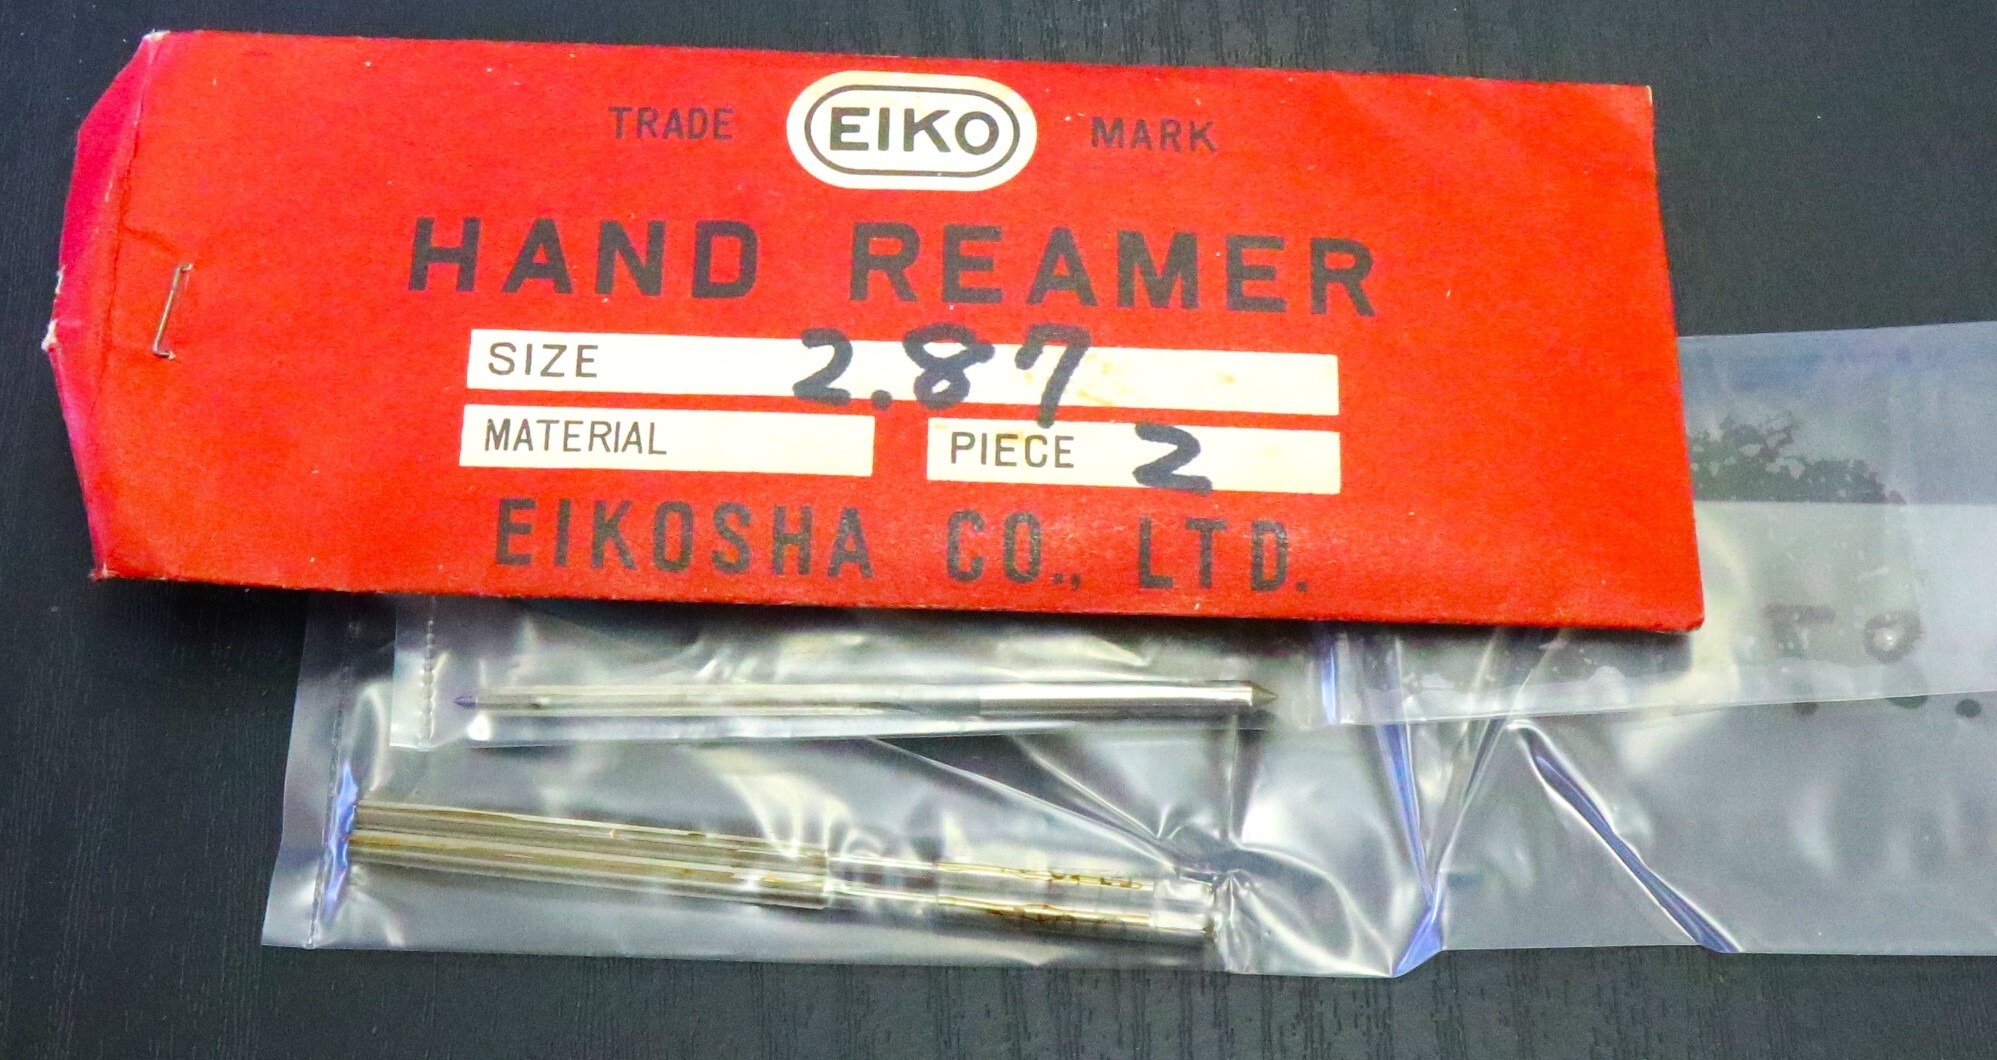 TRADE EIKO MARK
HAND REAMER
SIZE 2.87
MATERIAL
PIECE 2
EIKOSHA CO., LTD.